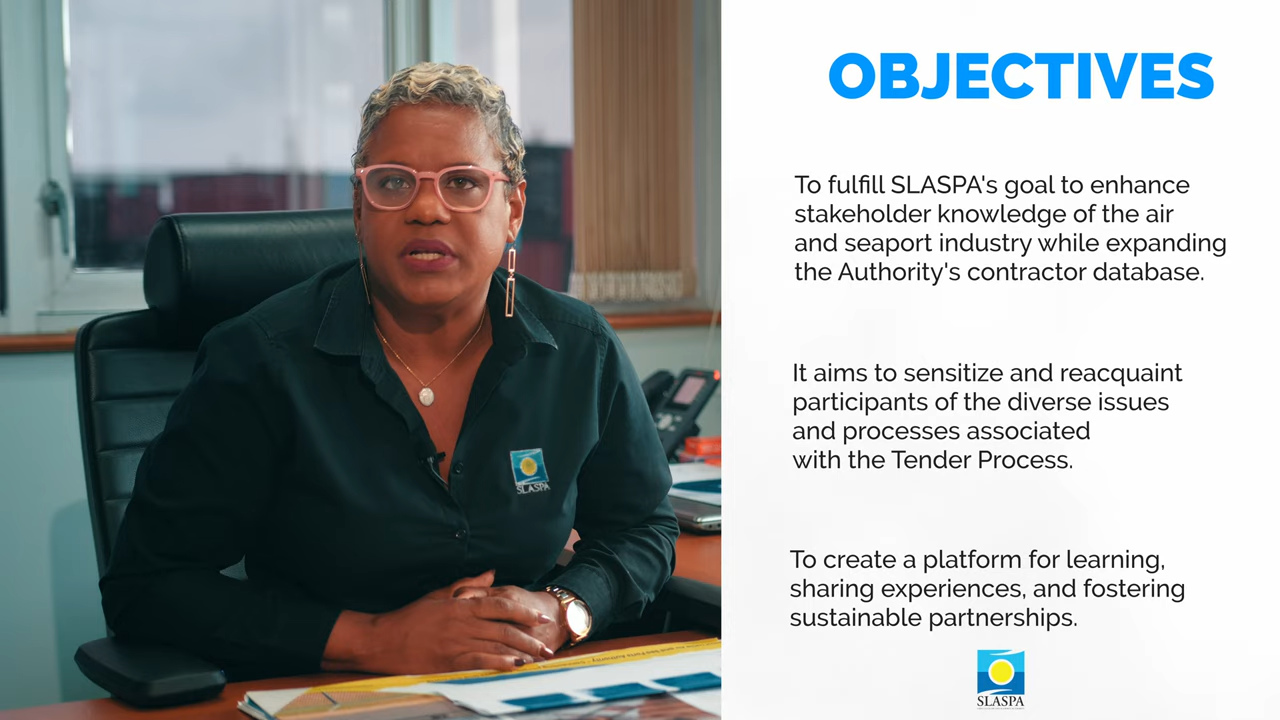 OBJECTIVES
To fulfill SLASPA's goal to enhance
stakeholder knowledge of the air
and seaport industry while expanding
the Authority's contractor database.
It aims to sensitize and reacquaint
participants of the diverse issues
and processes associated
with the Tender Process.
To create a platform for learning,
sharing experiences, and fostering
sustainable partnerships.
SLASPA
SLASPA